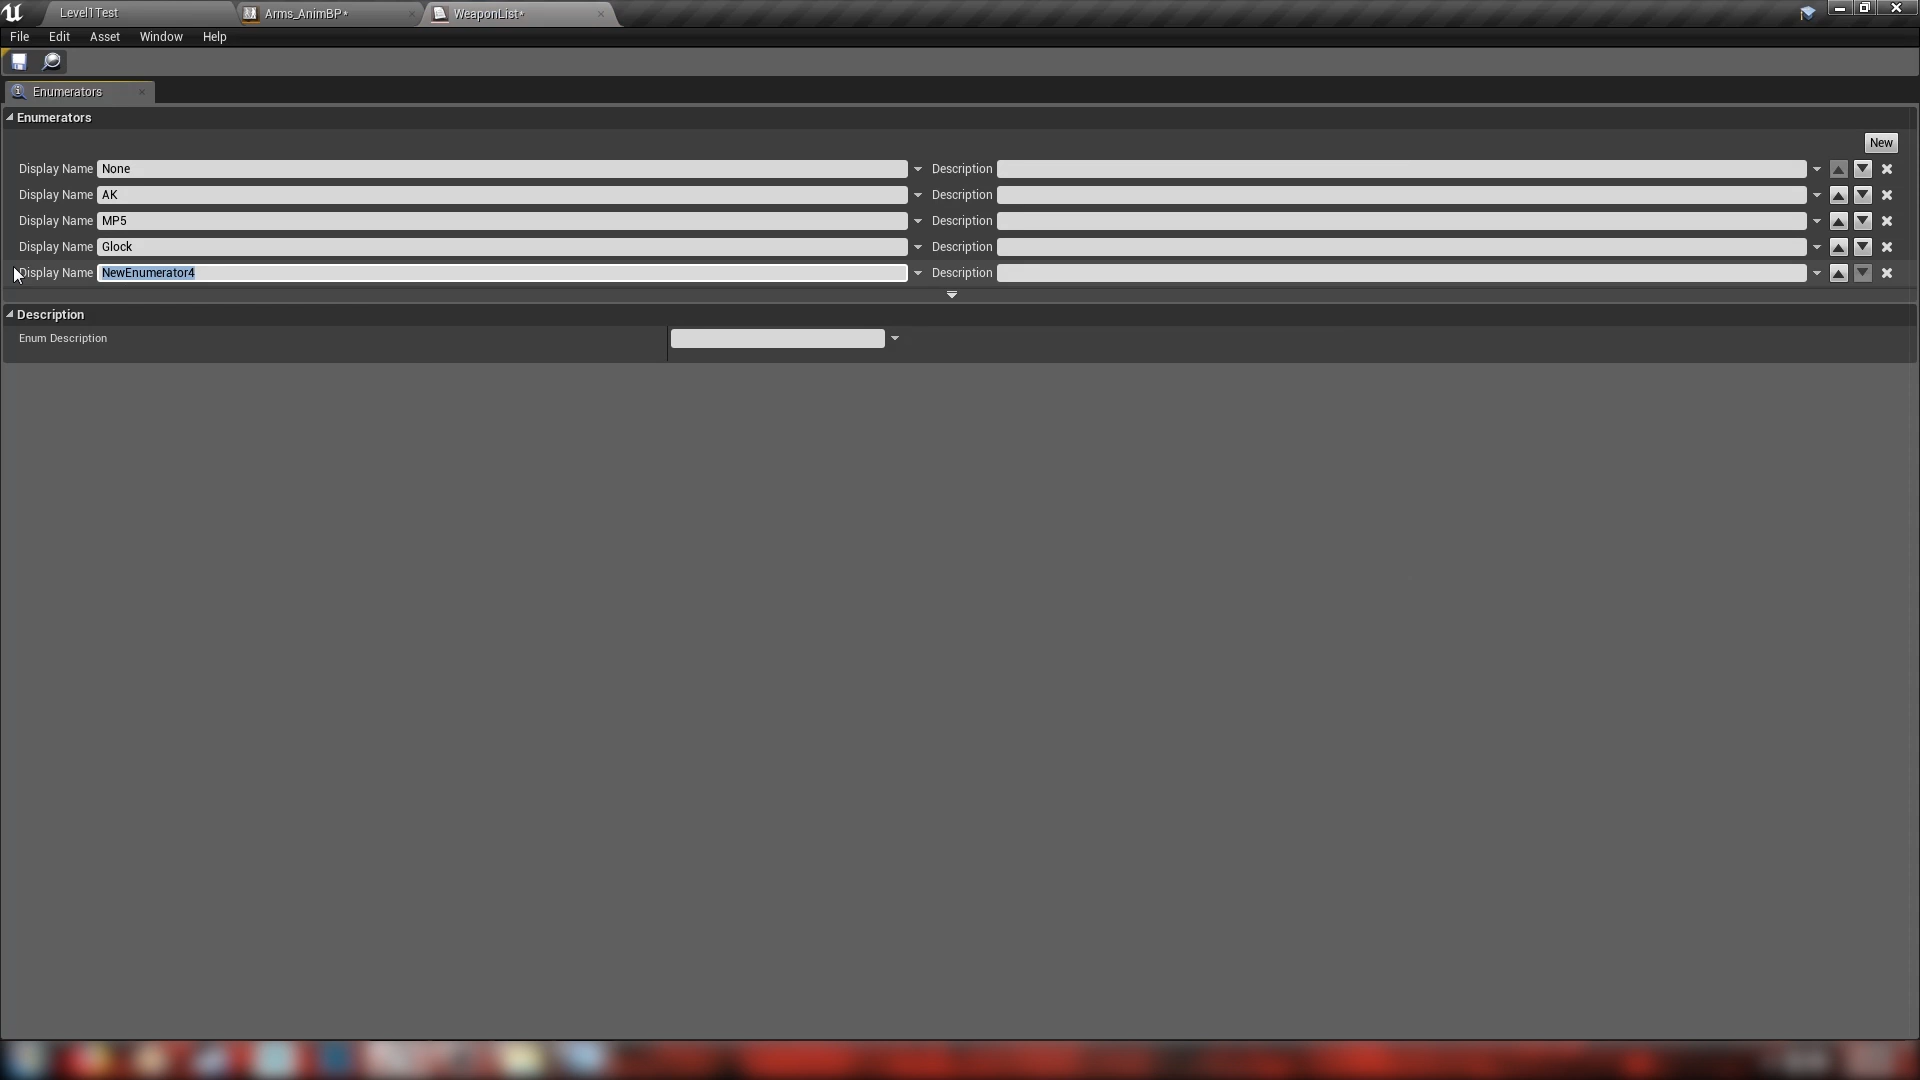 Level1Test Arms_AnimBP* WeaponList*
File Edit Asset Window Help
Enumerators
Enumerators
New
Display Name None Description
Display Name AK Description
Display Name MP5 Description
Display Name Glock Description
Display Name NewEnumerator4 Description
Description
Enum Description